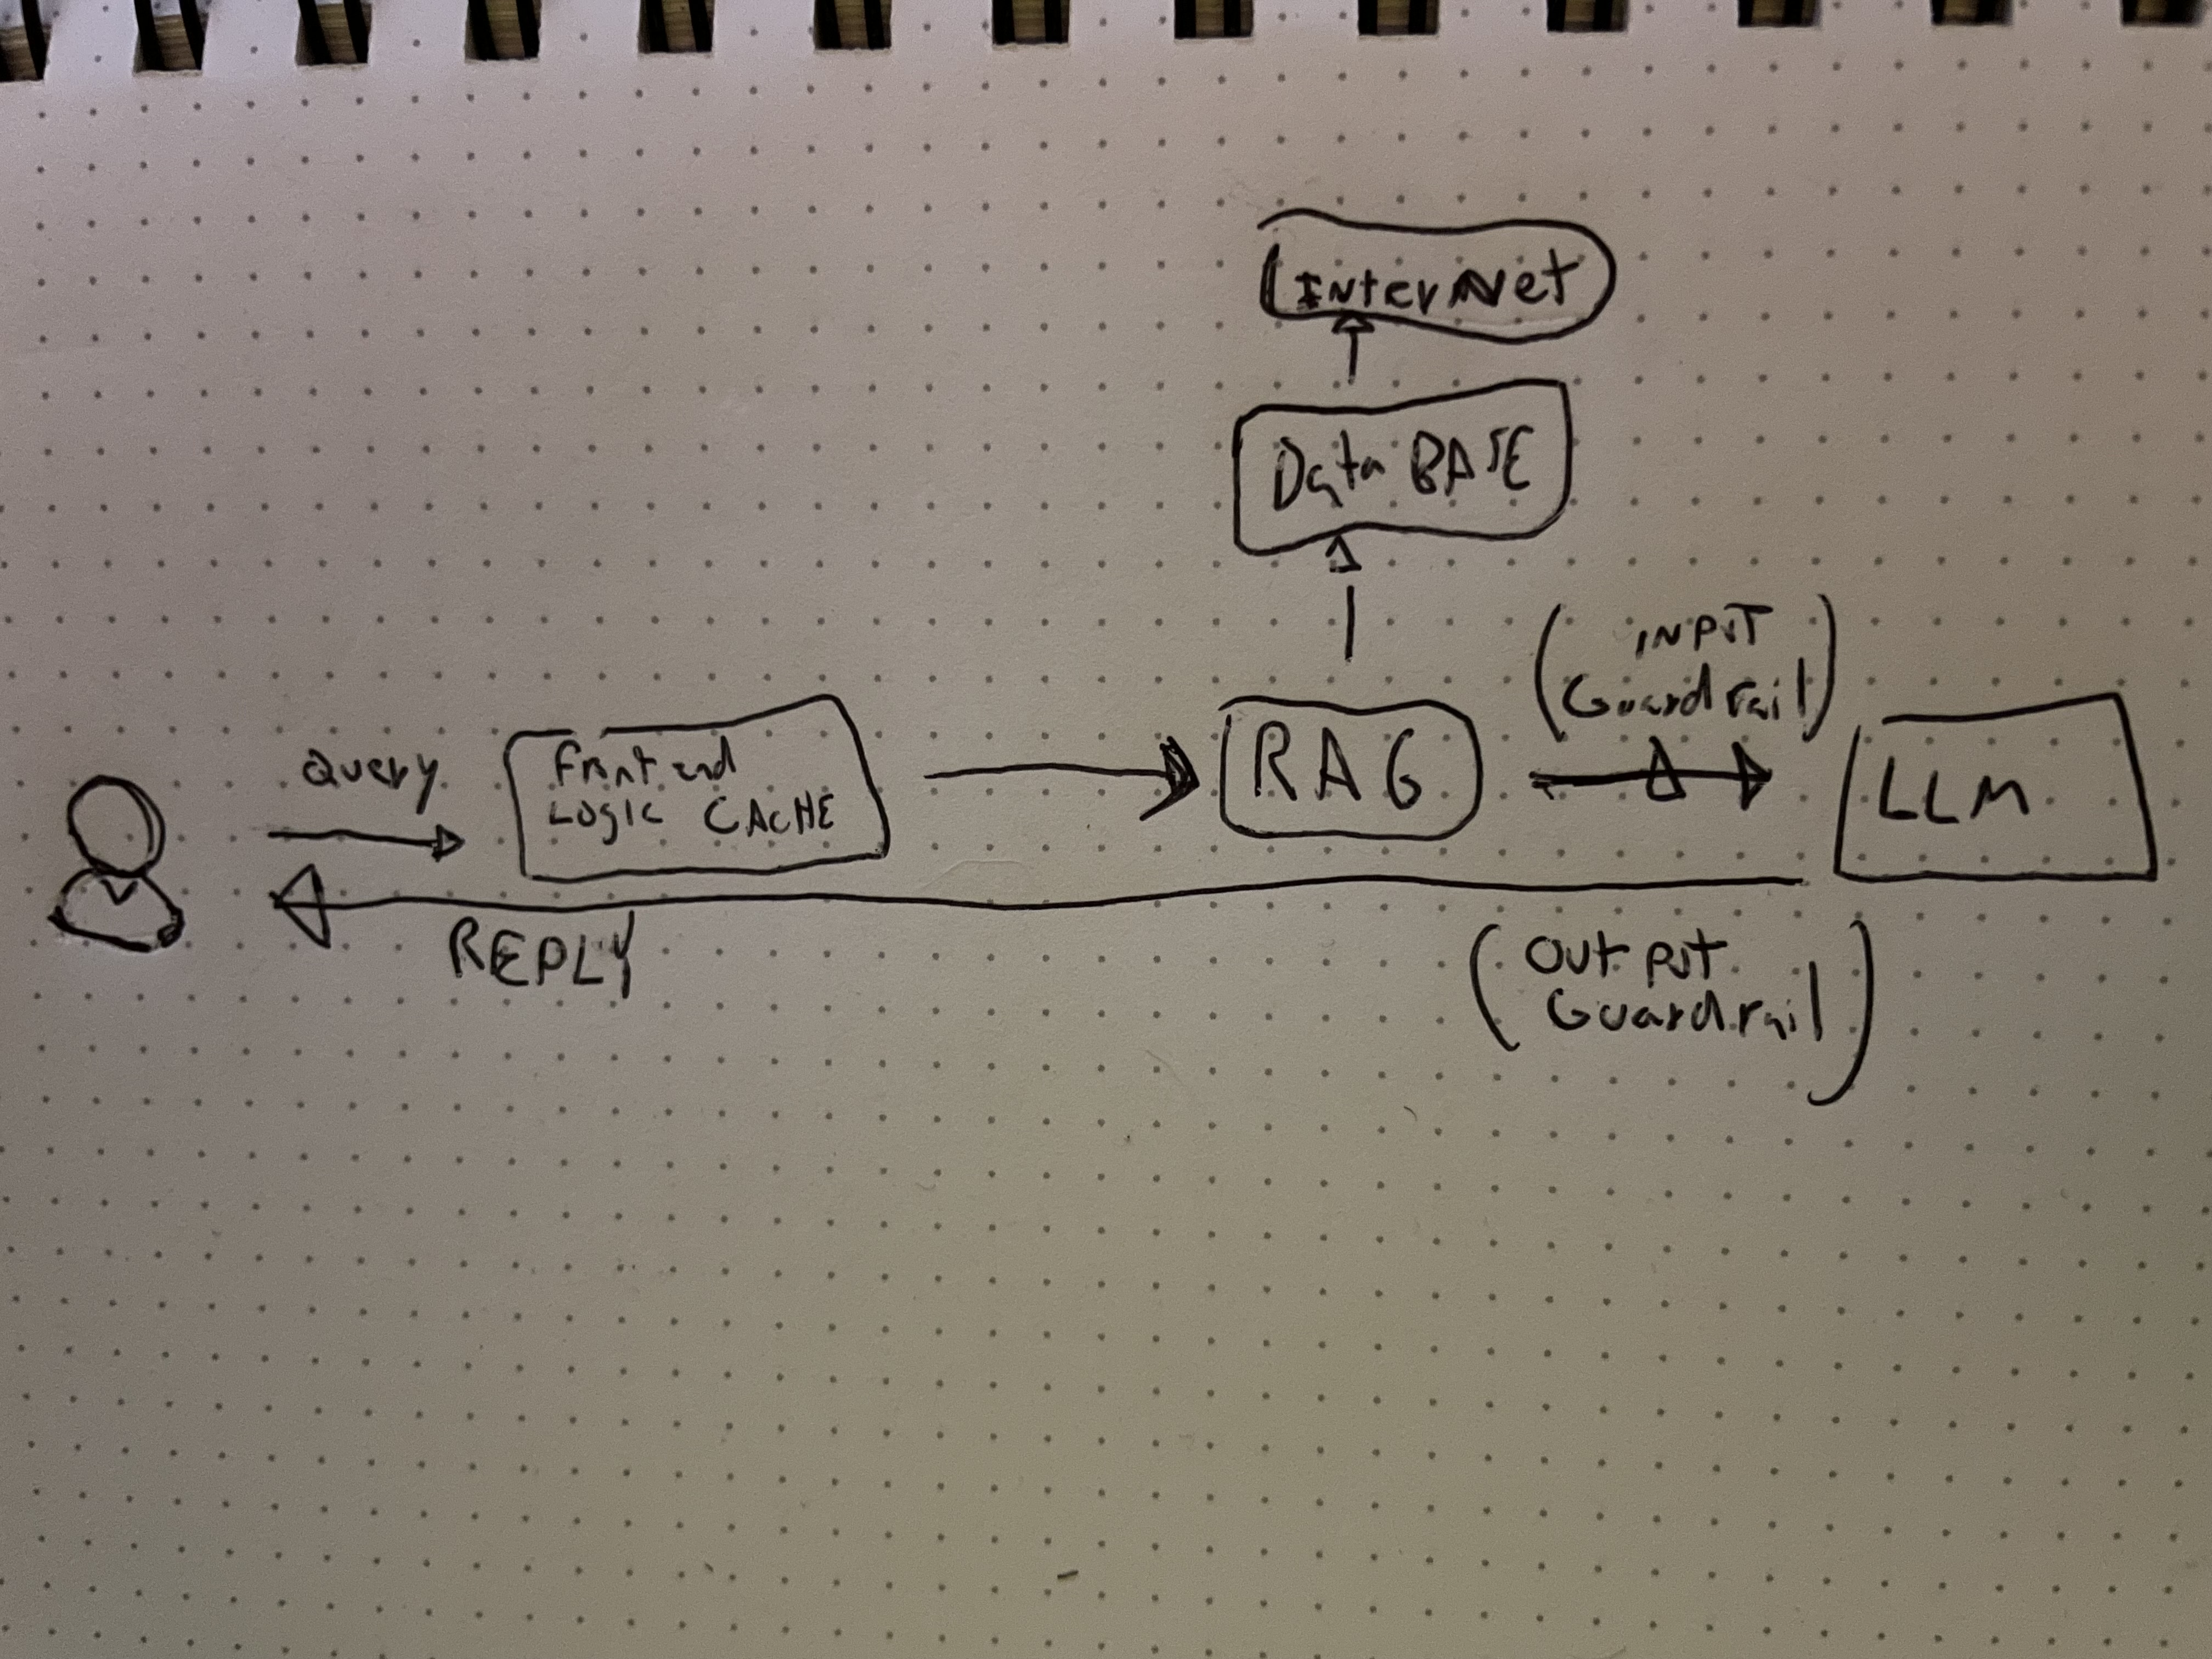 Internet
Data BASE
Query
Front end
Logic CACHE
RAG
(INPUT
Guardrail)
LLM
REPLY
(OUTPUT
Guardrail)